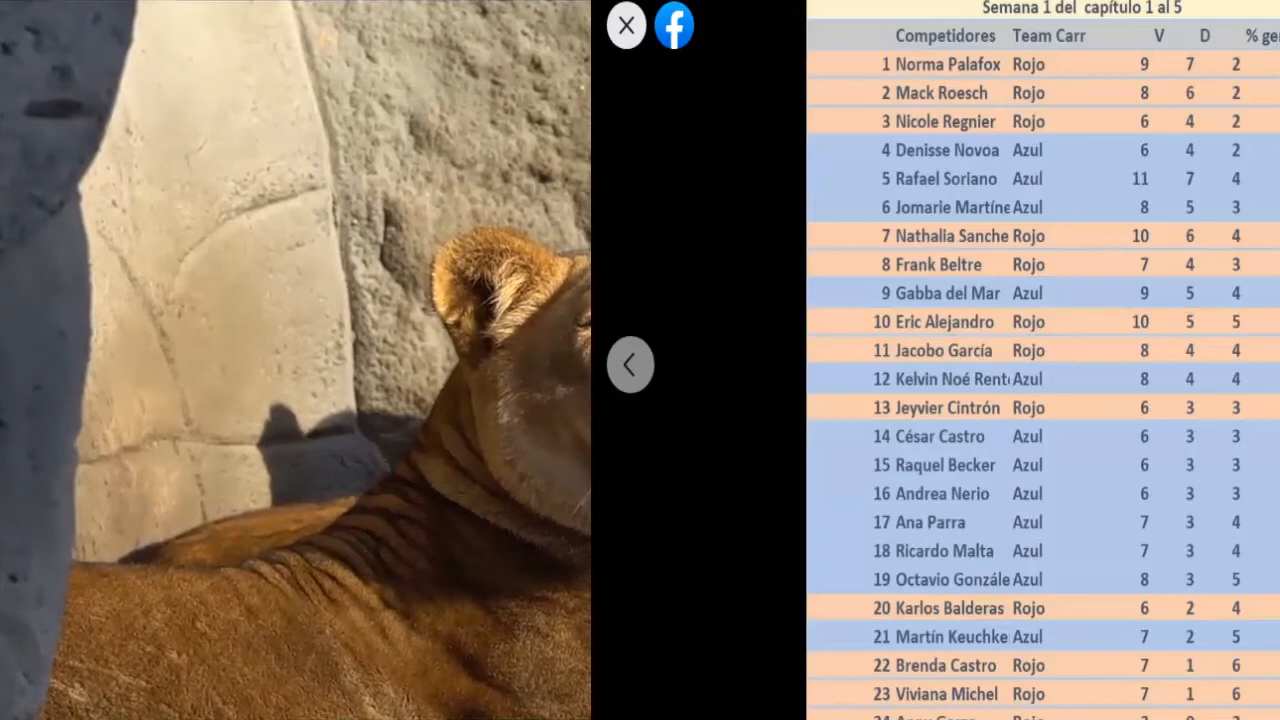 Semana 1 del capítulo 1 al 5
Competidores Team Carr V D % ge
1 Norma Palafox Rojo 9 7 2
2 Mack Roesch Rojo 8 6 2
3 Nicole Regnier Rojo 6 4 2
4 Denisse Novoa Azul 6 4 2
5 Rafael Soriano Azul 11 7 4
6 Jomarie Martíne Azul 8 5 3
7 Nathalia Sanche Rojo 10 6 4
8 Frank Beltre Rojo 7 4 3
9 Gabba del Mar Azul 9 5 4
10 Eric Alejandro Rojo 10 5 5
11 Jacobo García Rojo 8 4 4
12 Kelvin Noé Rent Azul 8 4 4
13 Jeyvier Cintrón Rojo 6 3 3
14 César Castro Azul 6 3 3
15 Raquel Becker Azul 6 3 3
16 Andrea Nerio Azul 6 3 3
17 Ana Parra Azul 7 3 4
18 Ricardo Malta Azul 7 3 4
19 Octavio Gonzále Azul 8 3 5
20 Karlos Balderas Rojo 6 2 4
21 Martín Keuchke Azul 7 2 5
22 Brenda Castro Rojo 7 1 6
23 Viviana Michel Rojo 7 1 6